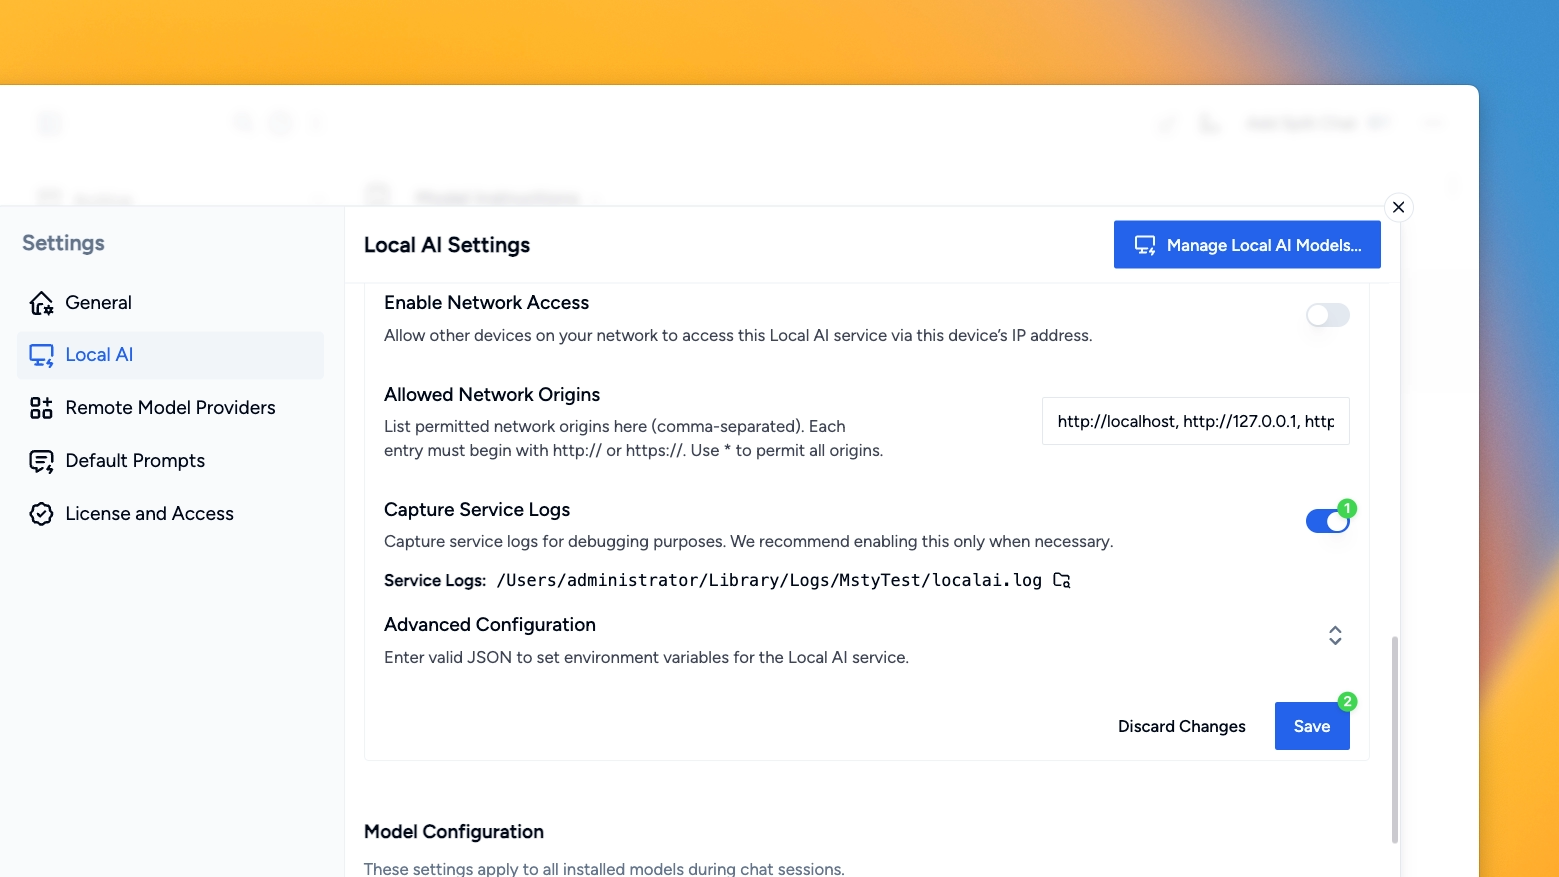 Settings
General
Local AI
Remote Model Providers
Default Prompts
License and Access
Local AI Settings
Manage Local AI Models...
Enable Network Access
Allow other devices on your network to access this Local AI service via this device’s IP address.
Allowed Network Origins
List permitted network origins here (comma-separated). Each
entry must begin with http:// or https://. Use * to permit all origins.
http://localhost, http://127.0.0.1, http
Capture Service Logs
1
Capture service logs for debugging purposes. We recommend enabling this only when necessary.
Service Logs: /Users/administrator/Library/Logs/MstyTest/localai.log
Advanced Configuration
Enter valid JSON to set environment variables for the Local AI service.
2
Discard Changes
Save
Model Configuration
These settings apply to all installed models during chat sessions.